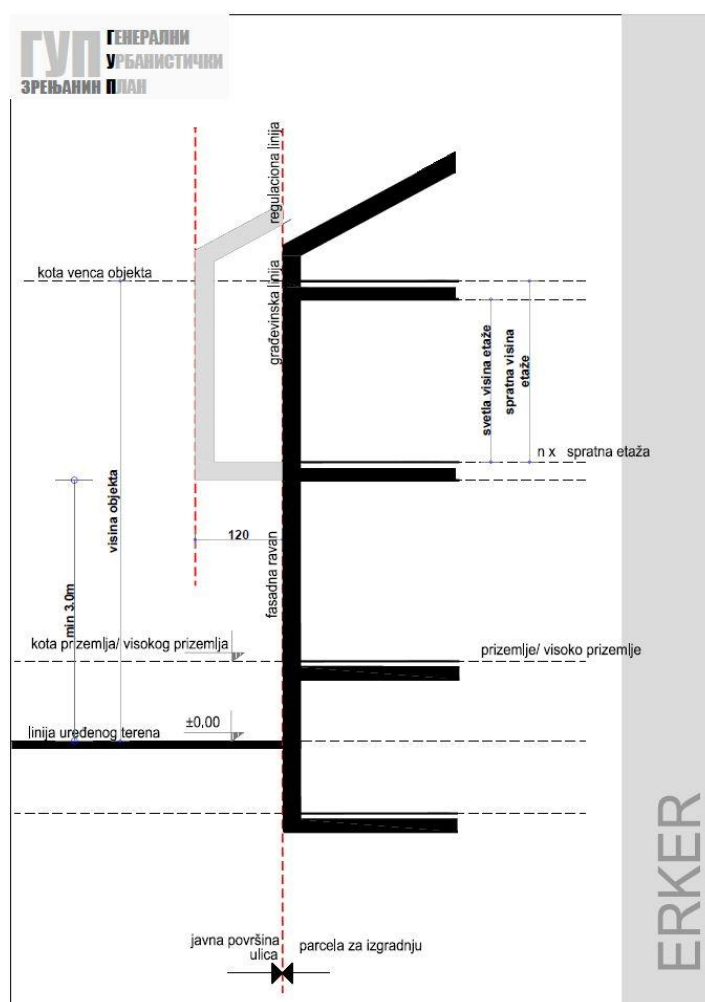 ГУП ГЕНЕРАЛНИ
УРБАНИСТИЧКИ
ЗРЕЊАНИН ПЛАН
regulaciona linija
kota venca objekta
građevinska linija
svetla visina etaže
spratna visina
etaže
n x spratna etaža
visina objekta
120
fasadna ravan
min 3.0m
kota prizemlja/ visokog prizemlja
prizemlje/ visoko prizemlje
±0,00
linija uređenog terena
javna površina
ulica
parcela za izgradnju
ERKER